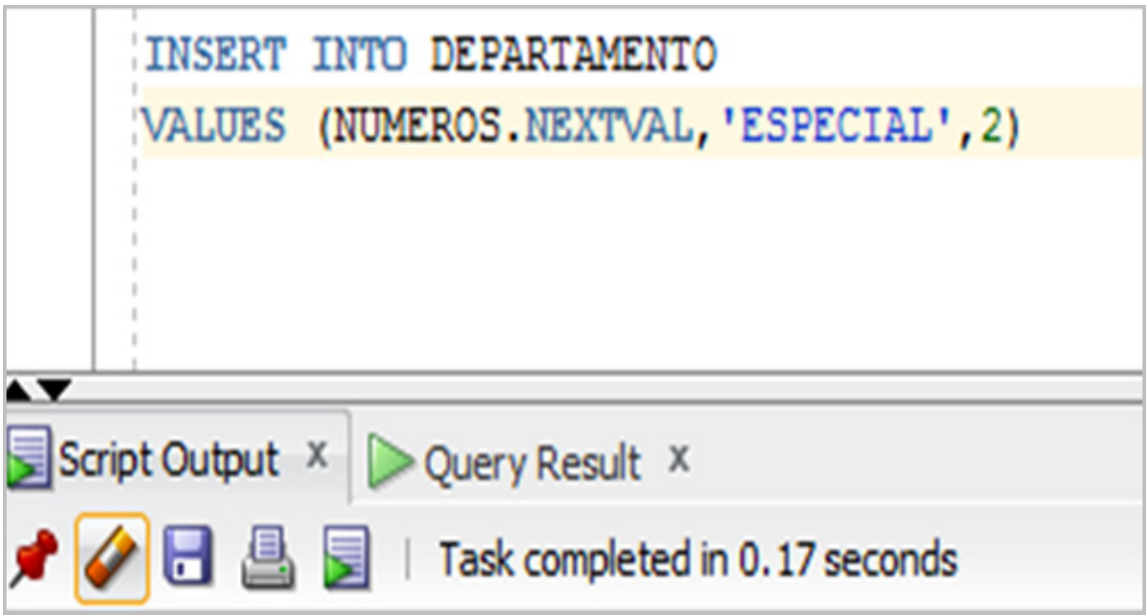 INSERT INTO DEPARTAMENTO
VALUES (NUMEROS.NEXTVAL,'ESPECIAL',2)
Script Output x Query Result x
Task completed in 0.17 seconds